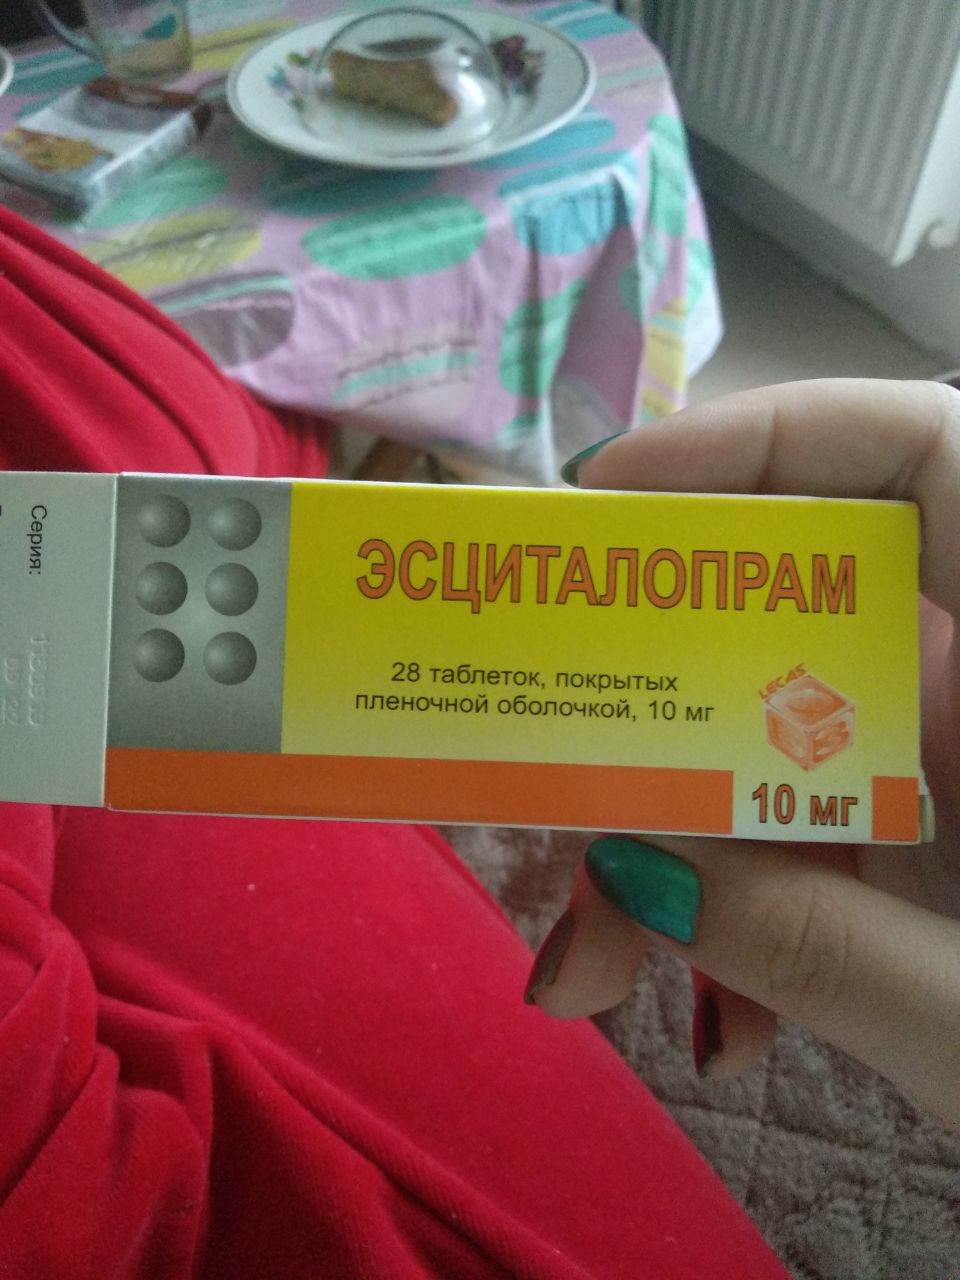 Серия:
ЭСЦИТАЛОПРАМ
28 таблеток, покрытых
пленочной оболочкой, 10 мг
LECAS
10 мг